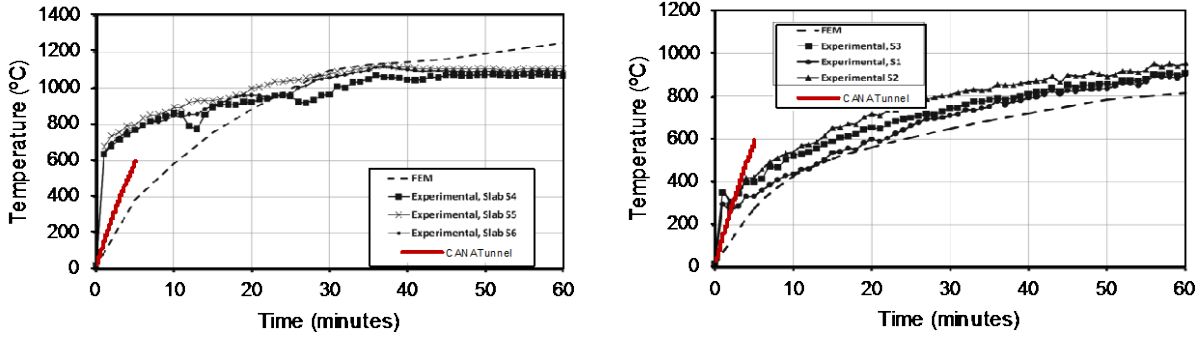 1400
1200
1000
800
600
400
200
0
Temperature (ºC)
FEM
Experimental, Slab S4
Experimental, Slab S5
Experimental, Slab S6
CANATunnel
0 10 20 30 40 50 60
Time (minutes)
1200
1000
800
600
400
200
0
Temperature (ºC)
FEM
Experimental, S3
Experimental, S1
Experimental S2
CANATunnel
0 10 20 30 40 50 60
Time (minutes)